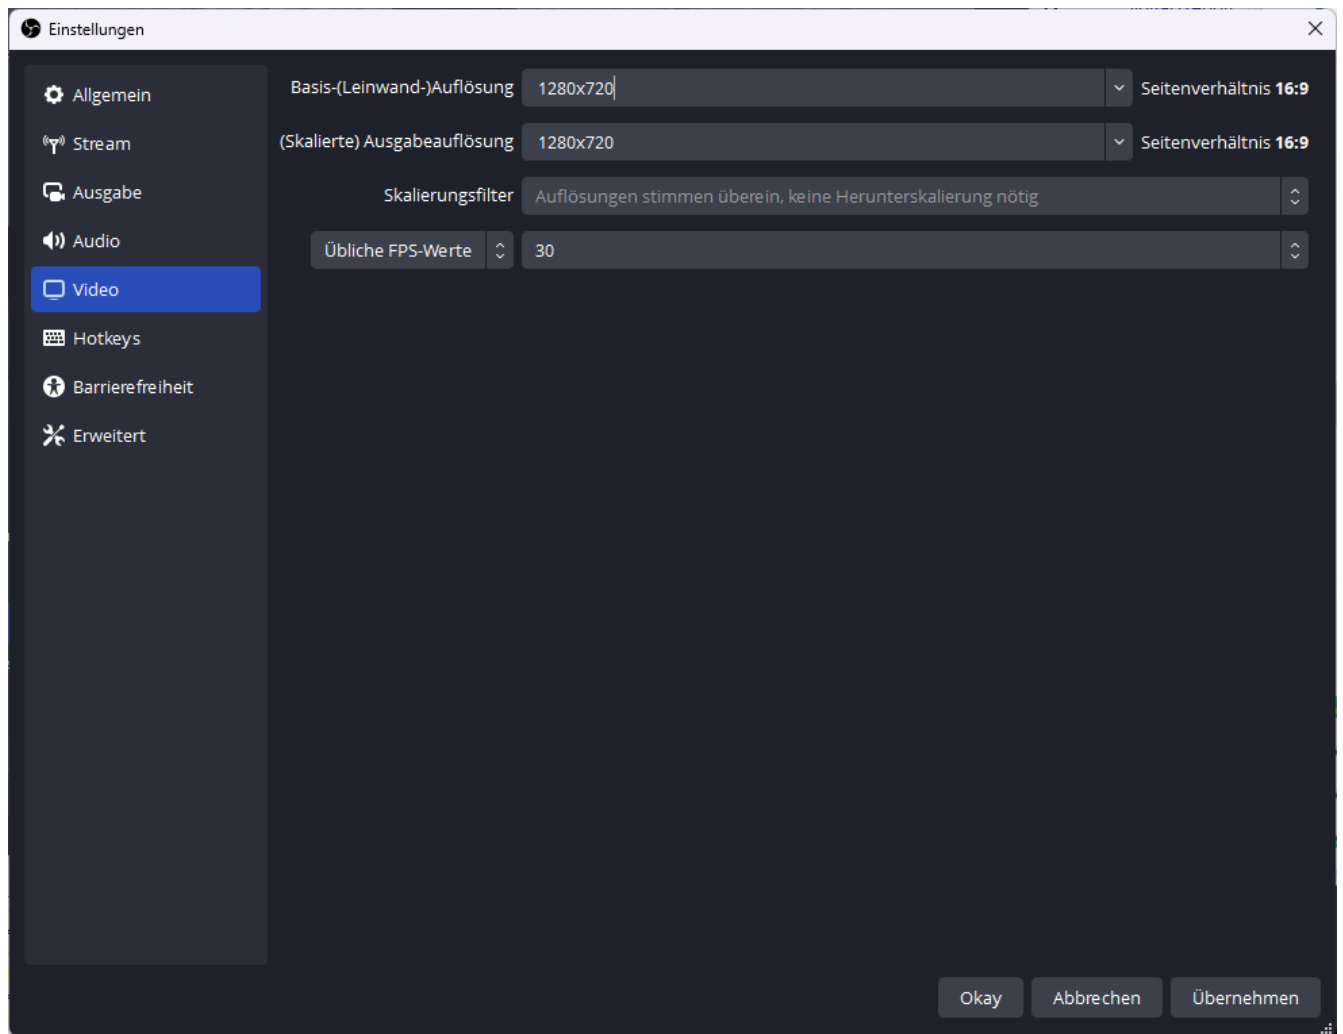 Einstellungen
Allgemein
Stream
Ausgabe
Audio
Video
Hotkeys
Barrierefreiheit
Erweitert
Basis-(Leinwand-)Auflösung 1280x720 Seitenverhältnis 16:9
(Skalierte) Ausgabeauflösung 1280x720 Seitenverhältnis 16:9
Skalierungsfilter Auflösungen stimmen überein, keine Herunterskalierung nötig
Übliche FPS-Werte 30
Okay Abbrechen Übernehmen